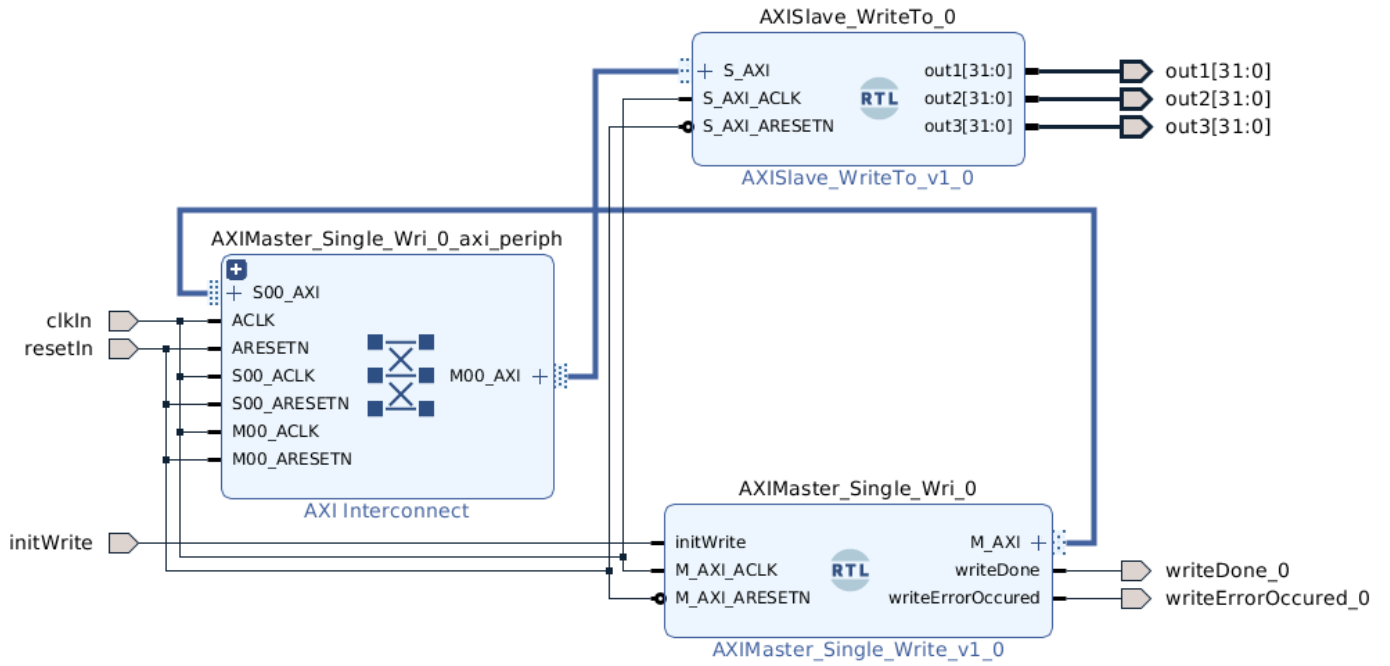 AXISlave_WriteTo_0
S_AXI
S_AXI_ACLK
S_AXI_ARESETN
RTL
out1[31:0]
out2[31:0]
out3[31:0]
out1[31:0]
out2[31:0]
out3[31:0]
AXISlave_WriteTo_v1_0
AXIMaster_Single_Wri_0_axi_periph
S00_AXI
ACLK
ARESETN
S00_ACLK
S00_ARESETN
M00_ACLK
M00_ARESETN
M00_AXI
AXI Interconnect
clkIn
resetIn
initWrite
AXIMaster_Single_Wri_0
initWrite
M_AXI_ACLK
M_AXI_ARESETN
RTL
M_AXI
writeDone
writeErrorOccured
writeDone_0
writeErrorOccured_0
AXIMaster_Single_Write_v1_0